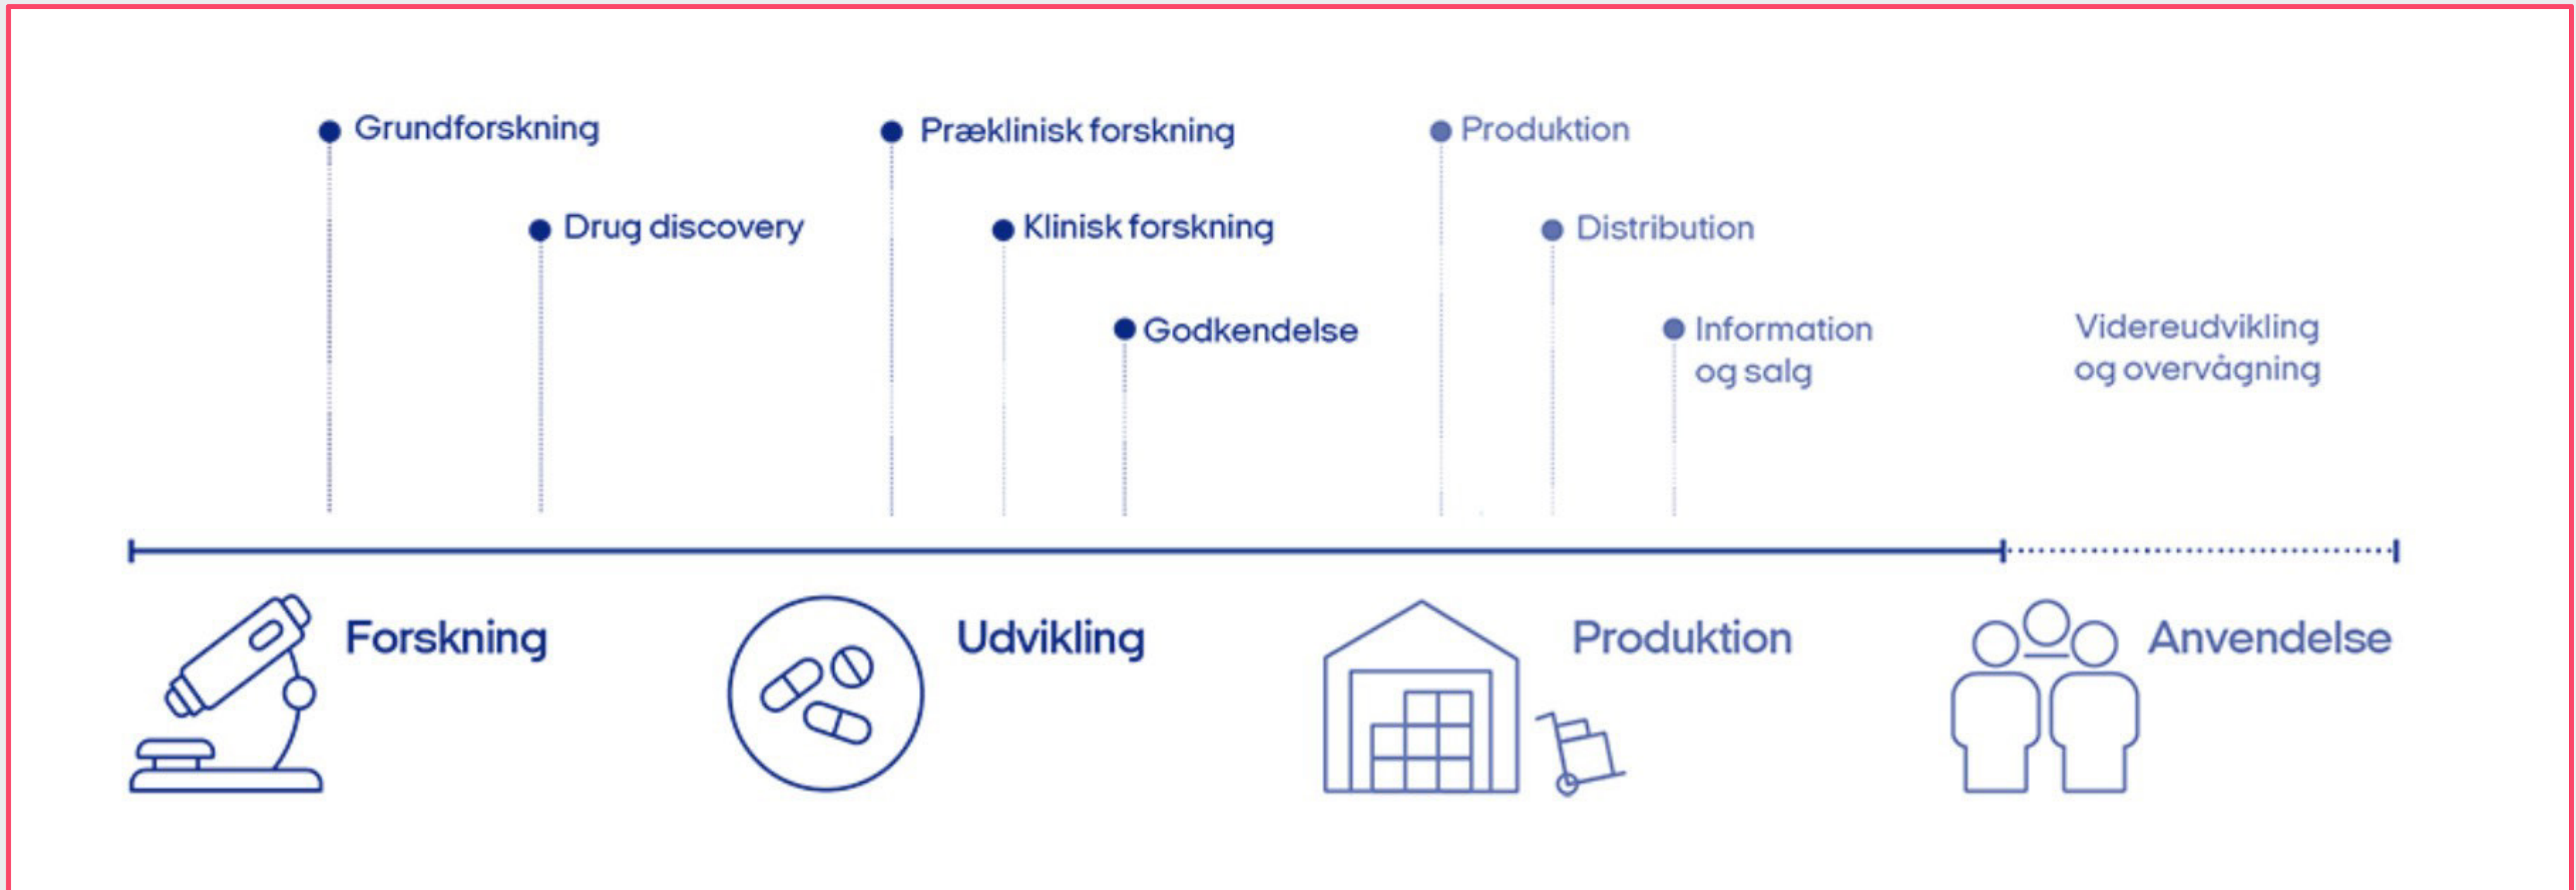 Grundforskning
Præklinisk forskning
Produktion
Drug discovery
Klinisk forskning
Distribution
Godkendelse
Information
og salg
Videreudvikling
og overvågning
Forskning
Udvikling
Produktion
Anvendelse